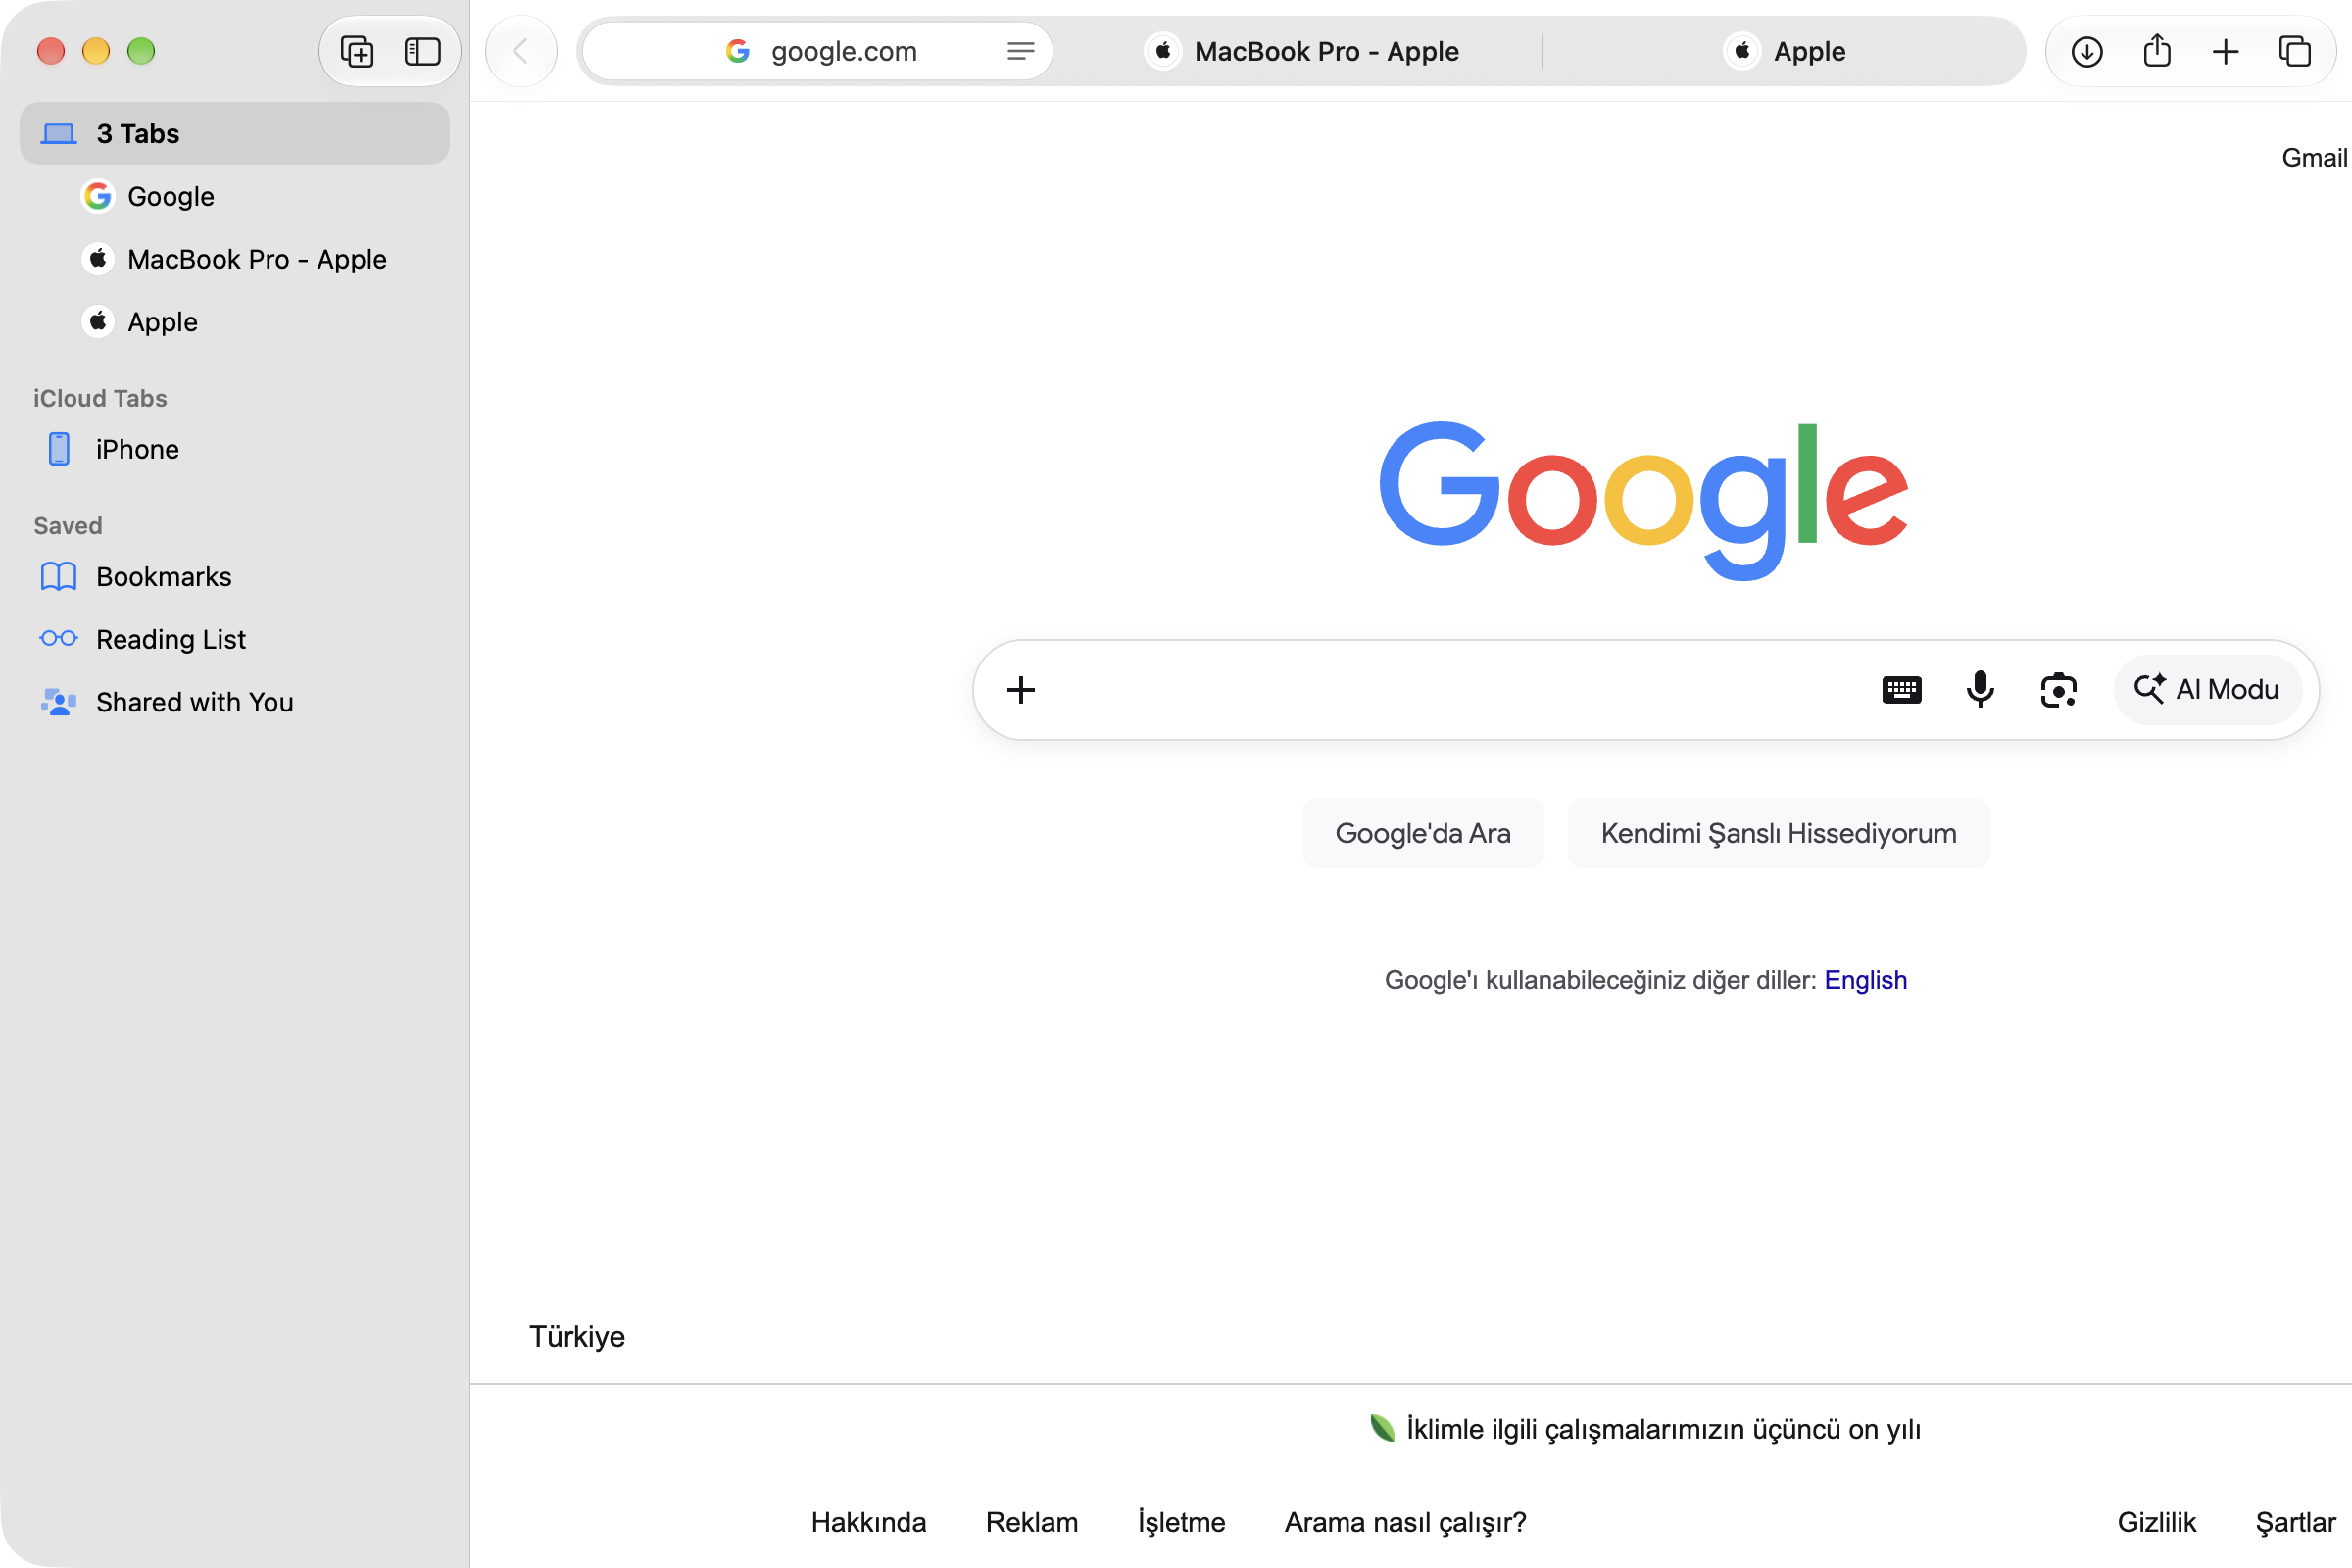 google.com
MacBook Pro - Apple
Apple
3 Tabs
Google
MacBook Pro - Apple
Apple
iCloud Tabs
iPhone
Saved
Bookmarks
Reading List
Shared with You
Gmail
Google
AI Modu
Google'da Ara
Kendimi Şanslı Hissediyorum
Google'ı kullanabileceğiniz diğer diller: English
Türkiye
İklimle ilgili çalışmalarımızın üçüncü on yılı
Hakkında
Reklam
İşletme
Arama nasıl çalışır?
Gizlilik
Şartlar